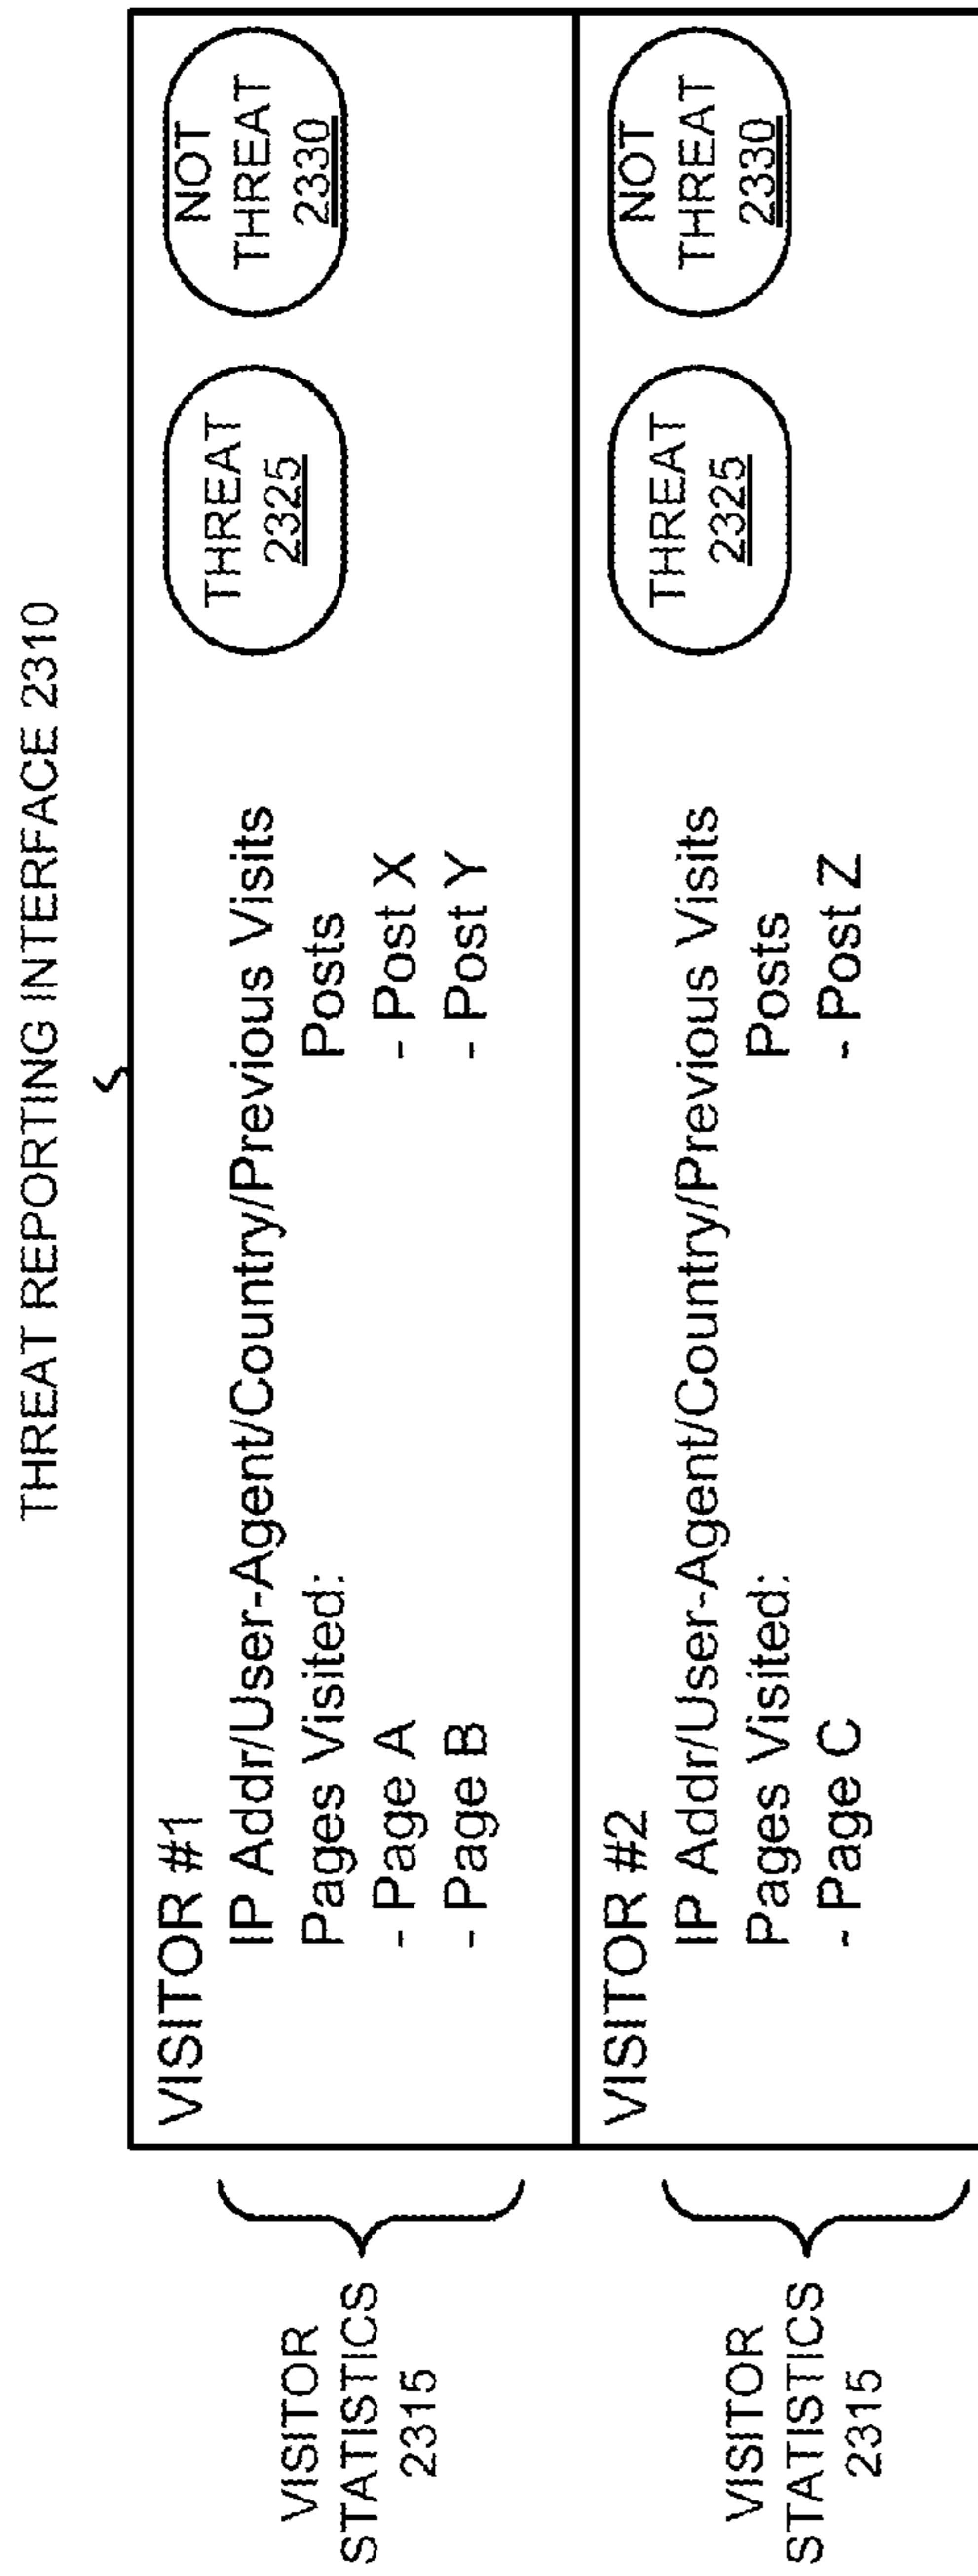 THREAT REPORTING INTERFACE 2310
VISITOR #1
IP Addr/User-Agent/Country/Previous Visits
Pages Visited:
- Page A
- Page B
Posts
- Post X
- Post Y
THREAT
2325
NOT
THREAT
2330
VISITOR
STATISTICS
2315
VISITOR #2
IP Addr/User-Agent/Country/Previous Visits
Pages Visited:
- Page C
Posts
- Post Z
THREAT
2325
NOT
THREAT
2330
VISITOR
STATISTICS
2315